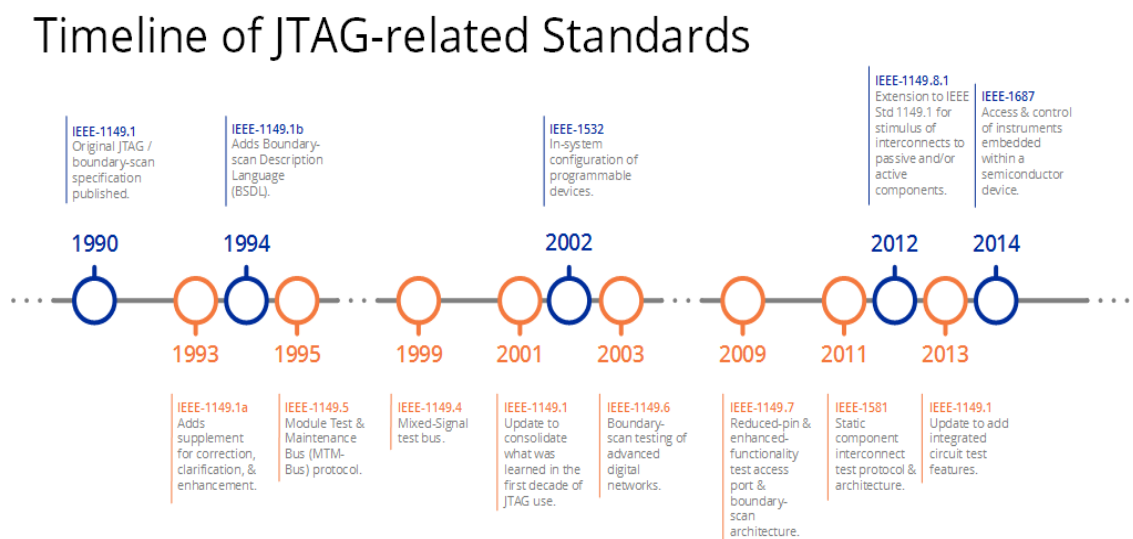 Timeline of JTAG-related Standards
IEEE-1149.1
Original JTAG /
boundary-scan
specification
published.
IEEE-1149.1b
Adds Boundary-
scan Description
Language
(BSDL).
IEEE-1532
In-system
configuration of
programmable
devices.
IEEE-1149.8.1
Extension to IEEE
Std 1149.1 for
stimulus of
interconnects to
passive and/or
active
components.
IEEE-1687
Access & control
of instruments
embedded
within a
semiconductor
device.
1990
1994
2002
2012
2014
1993
1995
1999
2001
2003
2009
2011
2013
IEEE-1149.1a
Adds
supplement
for correction,
clarification, &
enhancement.
IEEE-1149.5
Module Test &
Maintenance
Bus (MTM-
Bus) protocol.
IEEE-1149.4
Mixed-Signal
test bus.
IEEE-1149.1
Update to
consolidate
what was
learned in the
first decade of
JTAG use.
IEEE-1149.6
Boundary-
scan testing of
advanced
digital
networks.
IEEE-1149.7
Reduced-pin &
enhanced-
functionality
test access
port &
boundary-
scan
architecture.
IEEE-1581
Static
component
interconnect
test protocol &
architecture.
IEEE-1149.1
Update to add
integrated
circuit test
features.